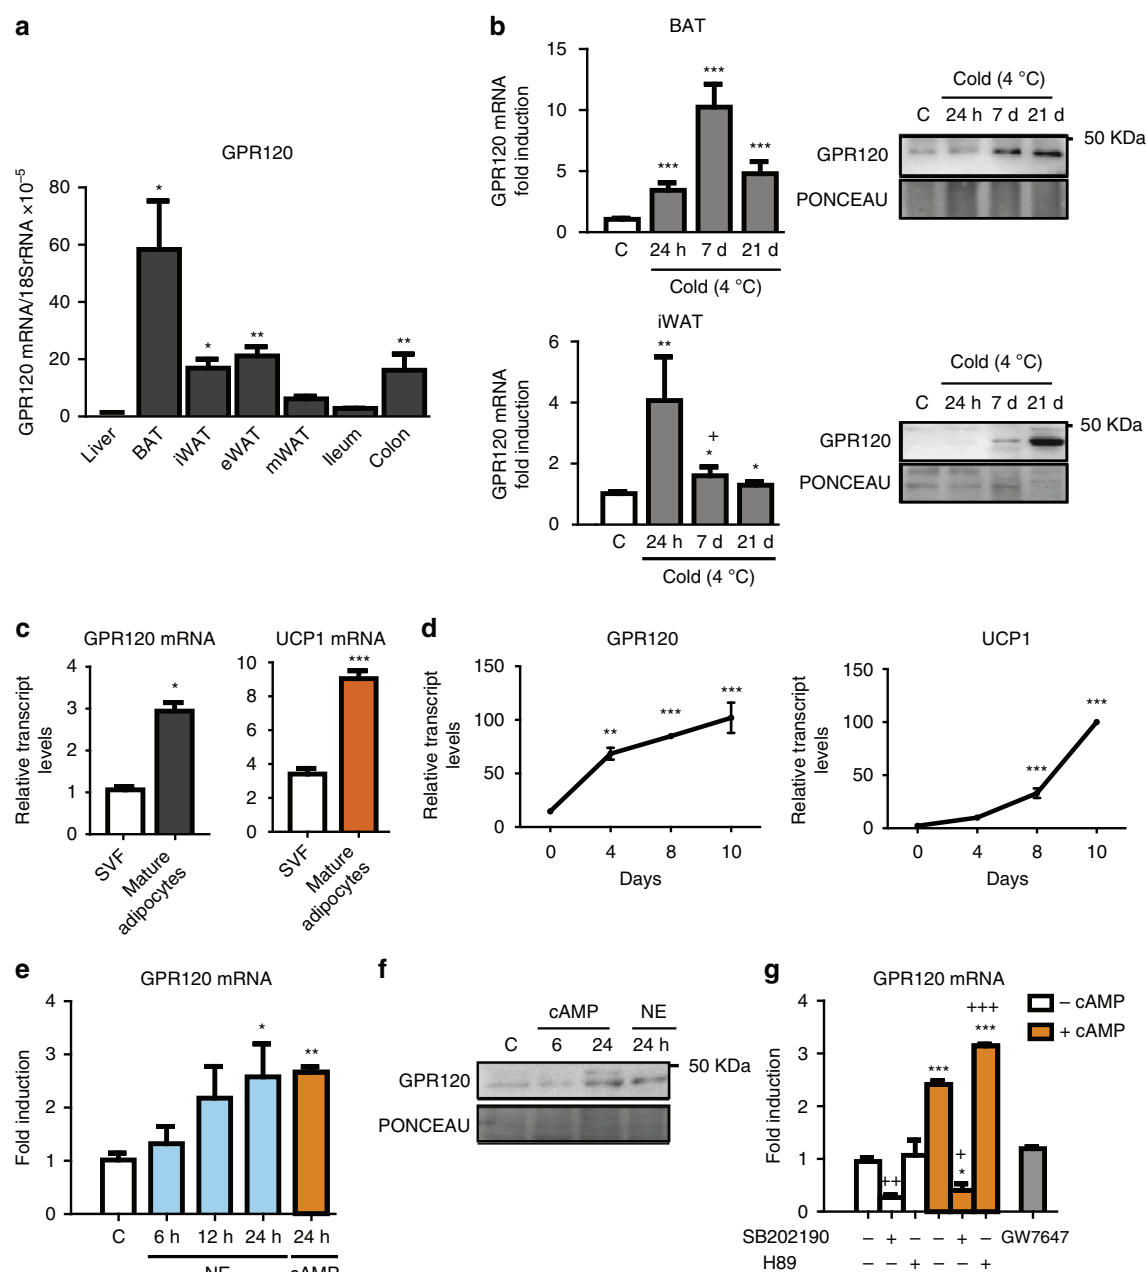 a
GPR120
GPR120 mRNA/18SrRNA ×10⁻⁵
80
60
40
20
0
*
*
**
**
Liver
BAT
iWAT
eWAT
mWAT
Ileum
Colon
b
BAT
GPR120 mRNA
fold induction
15
10
5
0
***
***
***
C 24 h 7 d 21 d
Cold (4 °C)
Cold (4 °C)
C 24 h 7 d 21 d
50 KDa
GPR120
PONCEAU
iWAT
GPR120 mRNA
fold induction
6
4
2
0
**
+
*
*
C 24 h 7 d 21 d
Cold (4 °C)
Cold (4 °C)
C 24 h 7 d 21 d
50 KDa
GPR120
PONCEAU
c
GPR120 mRNA
Relative transcript
levels
4
3
2
1
0
*
SVF
Mature
adipocytes
UCP1 mRNA
10
8
6
4
2
0
***
SVF
Mature
adipocytes
d
GPR120
Relative transcript
levels
150
100
50
0
**
***
***
0 4 8 10
Days
UCP1
Relative transcript
levels
150
100
50
0
***
***
0 4 8 10
Days
e
GPR120 mRNA
Fold induction
4
3
2
1
0
*
**
C 6 h 12 h 24 h 24 h
NE cAMP
f
cAMP NE
C 6 24 24 h
50 KDa
GPR120
PONCEAU
g
GPR120 mRNA
– cAMP
+ cAMP
Fold induction
4
3
2
1
0
++
***
+
*
+++
***
SB202190 – + – – + – GW7647
H89 – – + – – +